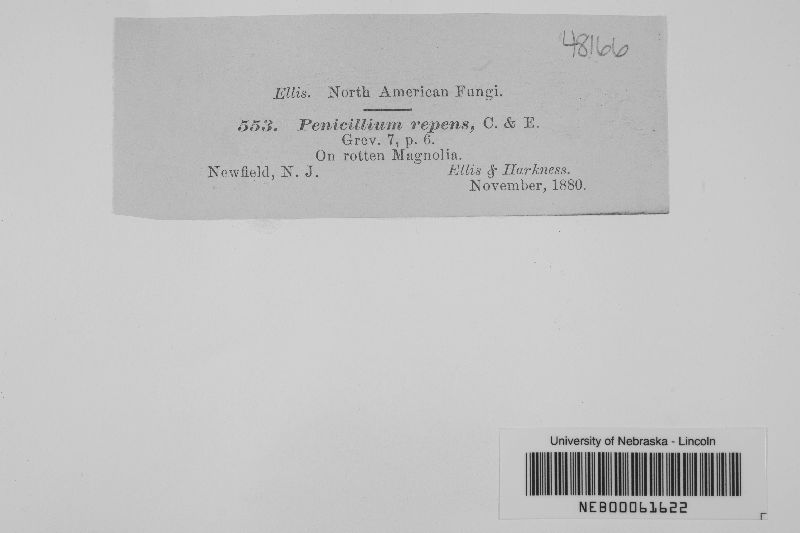 48166
Ellis. North American Fungi.
553. Penicillium repens, C. & E.
Grev. 7, p. 6.
On rotten Magnolia.
Newfield, N. J. Ellis & Harkness.
November, 1880.
University of Nebraska - Lincoln
NEB00061622